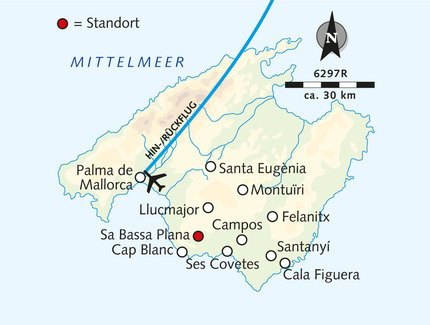 = Standort
N
MITTELMEER
6297R
ca. 30 km
HIN-/RÜCKFLUG
Palma de
Mallorca
Santa Eugènia
Montuïri
Llucmajor
Felanitx
Campos
Sa Bassa Plana
Cap Blanc
Santanyí
Ses Covetes
Cala Figuera